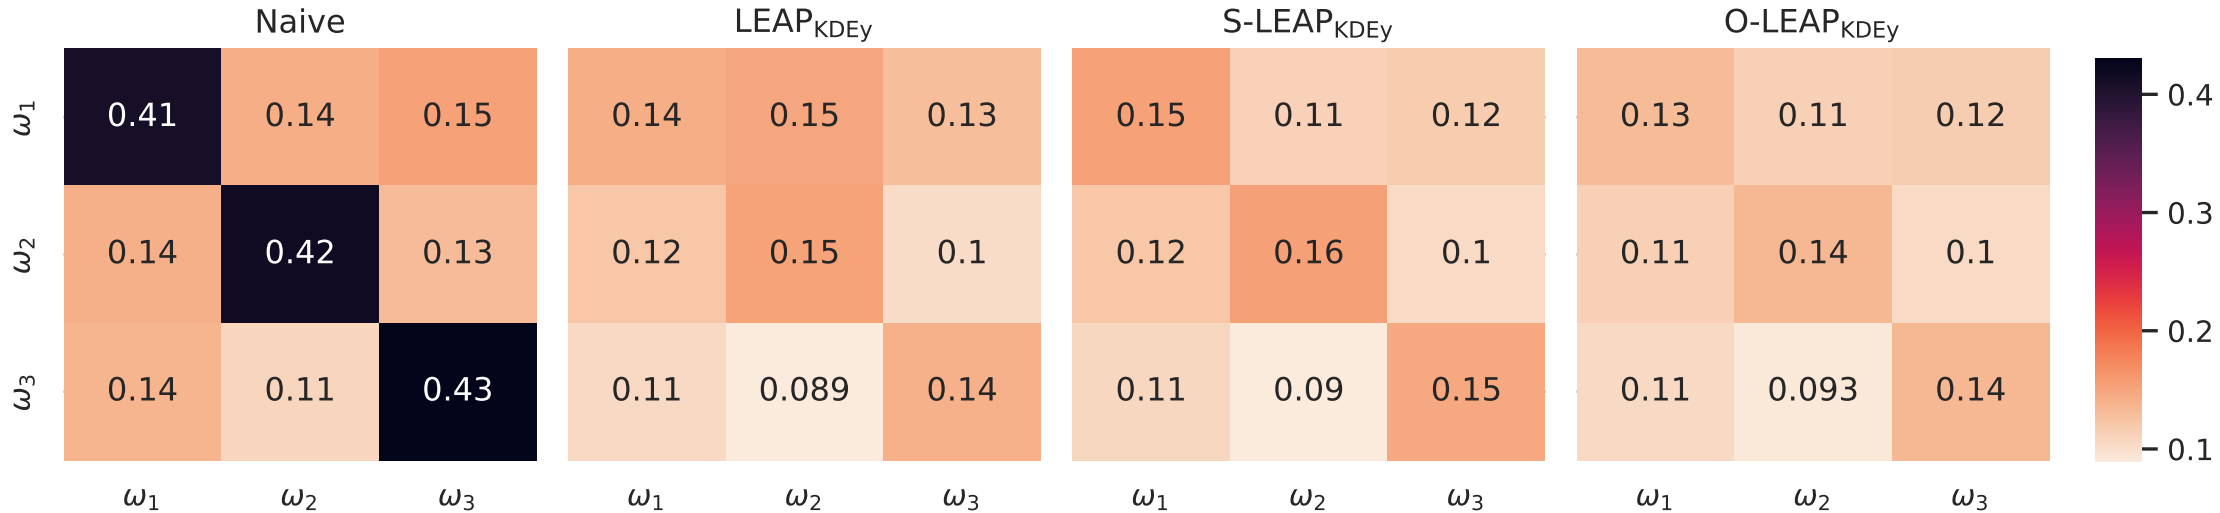 Naive LEAP_KDEy S-LEAP_KDEy O-LEAP_KDEy
ω₁ 0.41 0.14 0.15 0.14 0.15 0.13 0.15 0.11 0.12 0.13 0.11 0.12 0.4
0.3
ω₂ 0.14 0.42 0.13 0.12 0.15 0.1 0.12 0.16 0.1 0.11 0.14 0.1
0.2
ω₃ 0.14 0.11 0.43 0.11 0.089 0.14 0.11 0.09 0.15 0.11 0.093 0.14
0.1
ω₁ ω₂ ω₃ ω₁ ω₂ ω₃ ω₁ ω₂ ω₃ ω₁ ω₂ ω₃